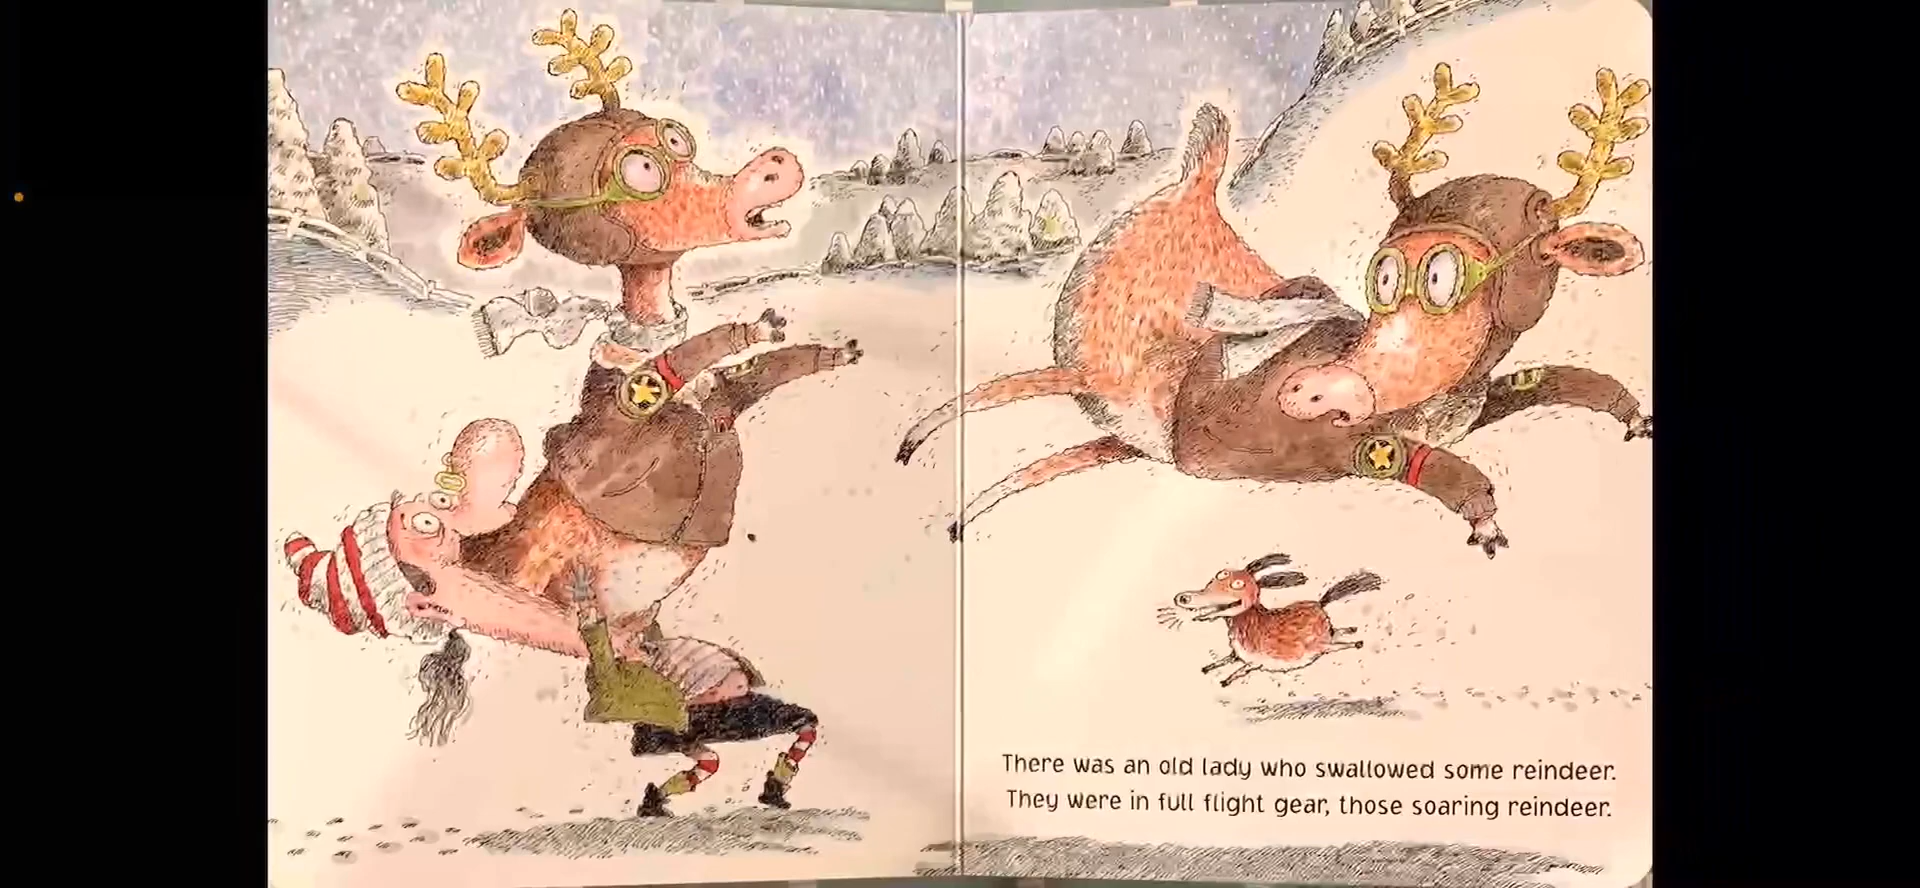 There was an old lady who swallowed some reindeer.
They were in full flight gear, those soaring reindeer.